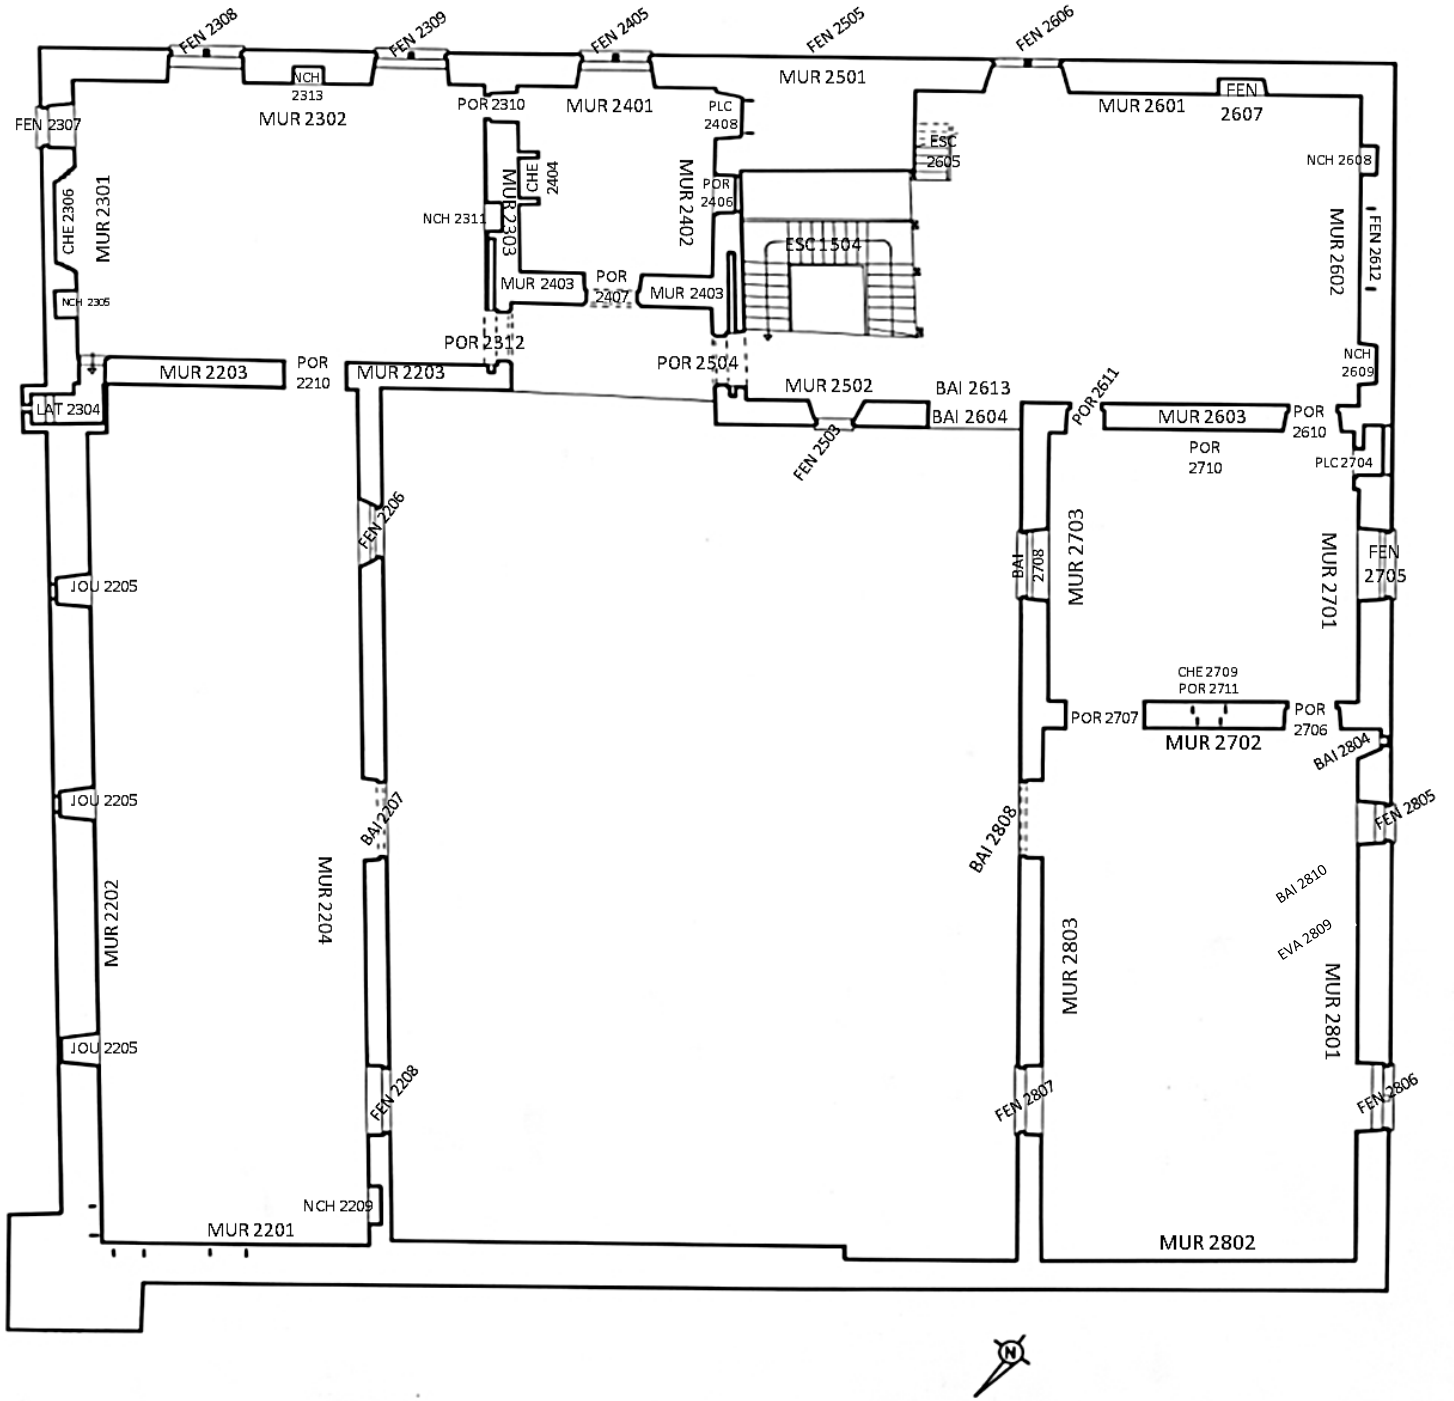 FEN 2308
FEN 2309
FEN 2405
FEN 2505
FEN 2606
NCH
2313
MUR 2302
POR 2310
MUR 2401
PLC
2408
MUR 2501
MUR 2601
FEN
2607
FEN 2307
CHE 2306
MUR 2301
NCH 2305
NCH 2311
MUR 2303
CHE
2404
MUR 2402
POR
2406
ESC
2605
ESC 1504
NCH 2608
MUR 2602
FEN 2612
NCH
2609
MUR 2403
POR
2407
MUR 2403
POR 2312
POR 2504
MUR 2203
POR
2210
MUR 2203
LAT 2304
MUR 2502
BAI 2613
BAI 2604
FEN 2503
POR 2611
MUR 2603
POR
2610
POR
2710
PLC 2704
FEN 2206
BAI
2708
MUR 2703
MUR 2701
FEN
2705
JOU 2205
CHE 2709
POR 2711
POR 2707
POR
2706
MUR 2702
BAI 2804
JOU 2205
BAI 2207
BAI 2808
FEN 2805
MUR 2202
MUR 2204
MUR 2803
BAI 2810
EVA 2809
MUR 2801
JOU 2205
FEN 2208
FEN 2807
FEN 2806
NCH 2209
MUR 2201
MUR 2802
N